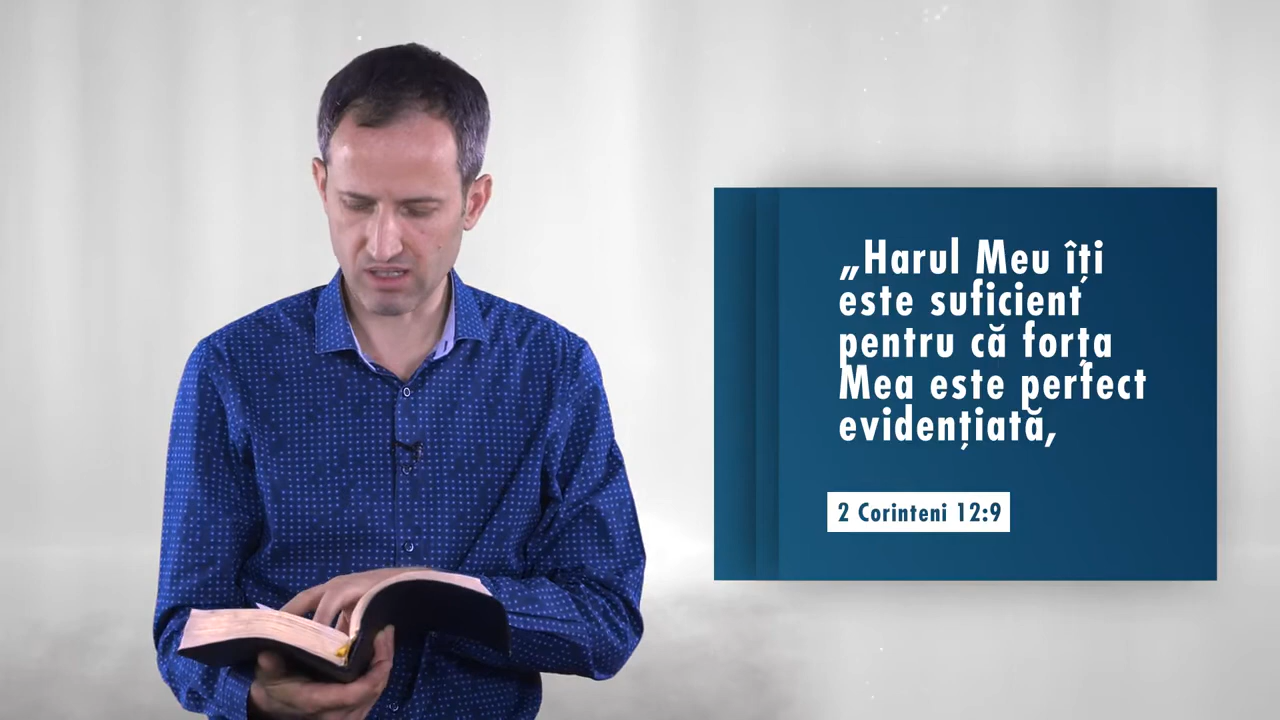 „Harul Meu îți
este suficient
pentru că forța
Mea este perfect
evidențiată,
2 Corinteni 12:9